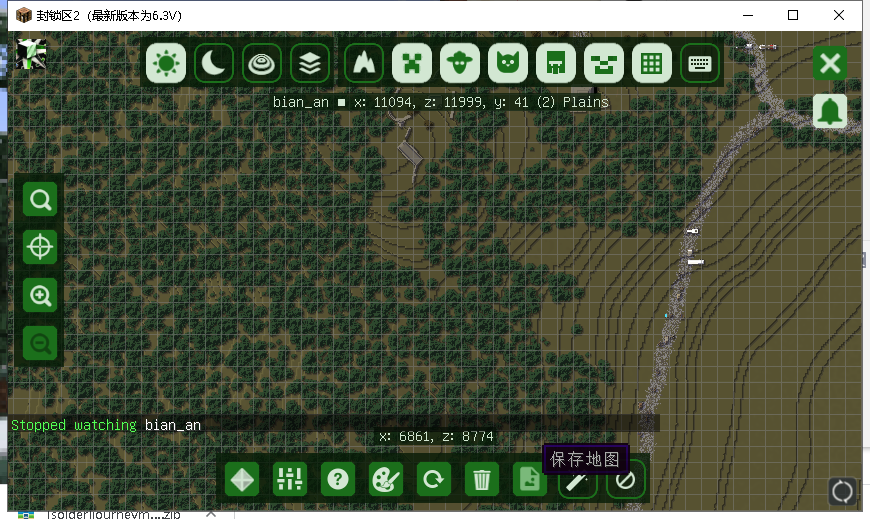 封锁区2 (最新版本为6.3V)
bian_an ■ x: 11094, z: 11999, y: 41 (2) Plains
Stopped watching bian_an
x: 6861, z: 8774
保存地图